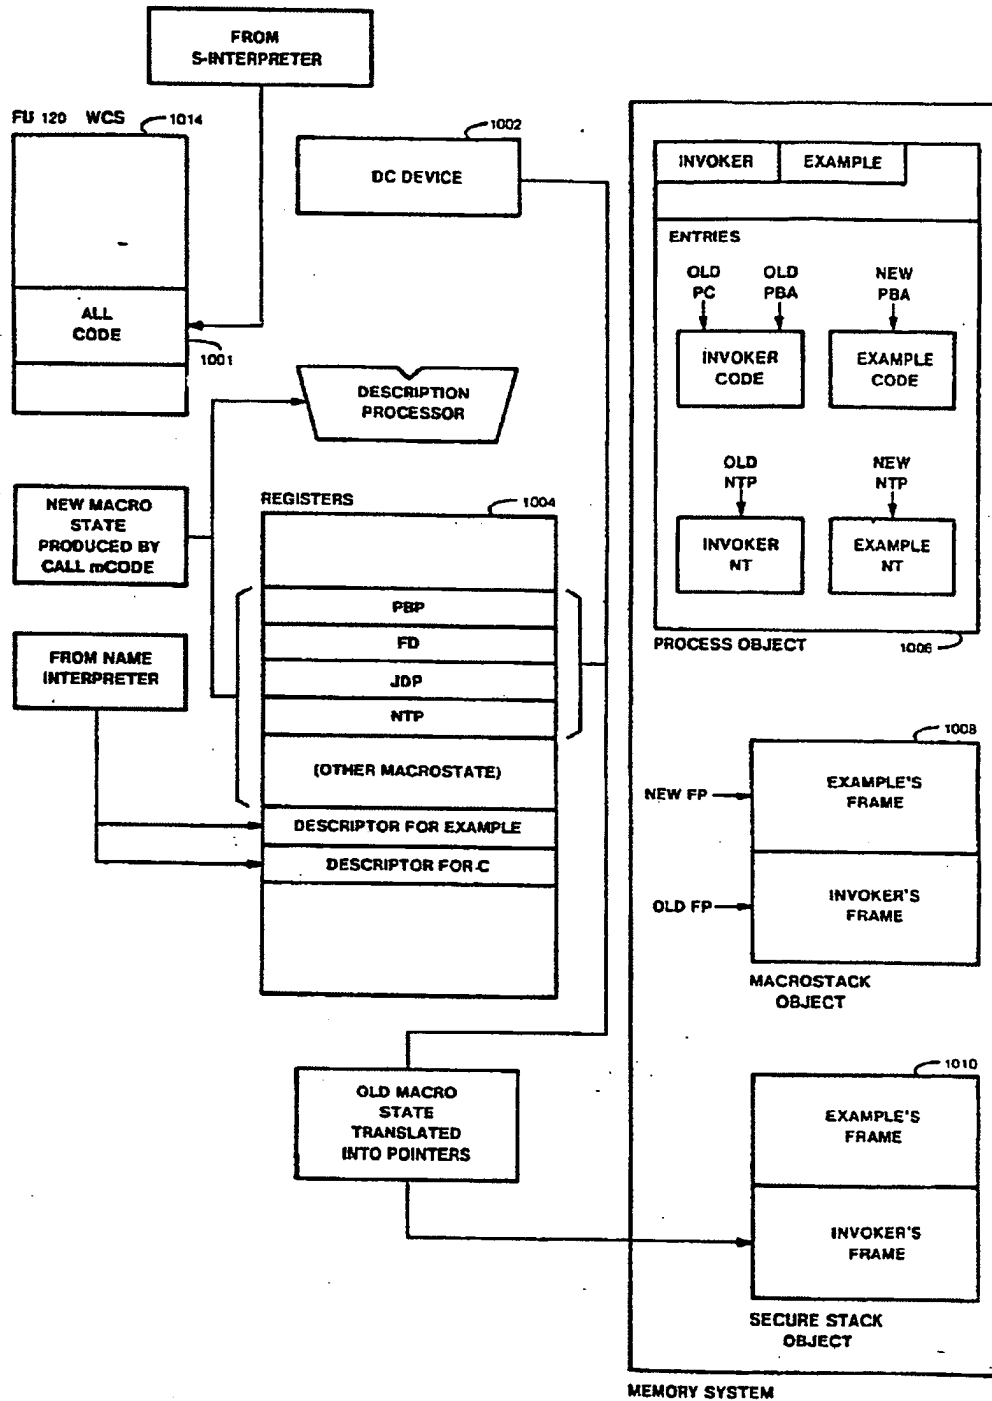 FROM
S-INTERPRETER
FU 120 WCS
1014
ALL
CODE
1001
1002
DC DEVICE
DESCRIPTION
PROCESSOR
NEW MACRO
STATE
PRODUCED BY
CALL mCODE
FROM NAME
INTERPRETER
REGISTERS
1004
PBP
FD
JDP
NTP
(OTHER MACROSTATE)
DESCRIPTOR FOR EXAMPLE
DESCRIPTOR FOR C
OLD MACRO
STATE
TRANSLATED
INTO POINTERS
INVOKER EXAMPLE
ENTRIES
OLD
PC
OLD
PBA
NEW
PBA
INVOKER
CODE
EXAMPLE
CODE
OLD
NTP
NEW
NTP
INVOKER
NT
EXAMPLE
NT
PROCESS OBJECT
1006
1008
NEW FP
EXAMPLE'S
FRAME
OLD FP
INVOKER'S
FRAME
MACROSTACK
OBJECT
1010
EXAMPLE'S
FRAME
INVOKER'S
FRAME
SECURE STACK
OBJECT
MEMORY SYSTEM